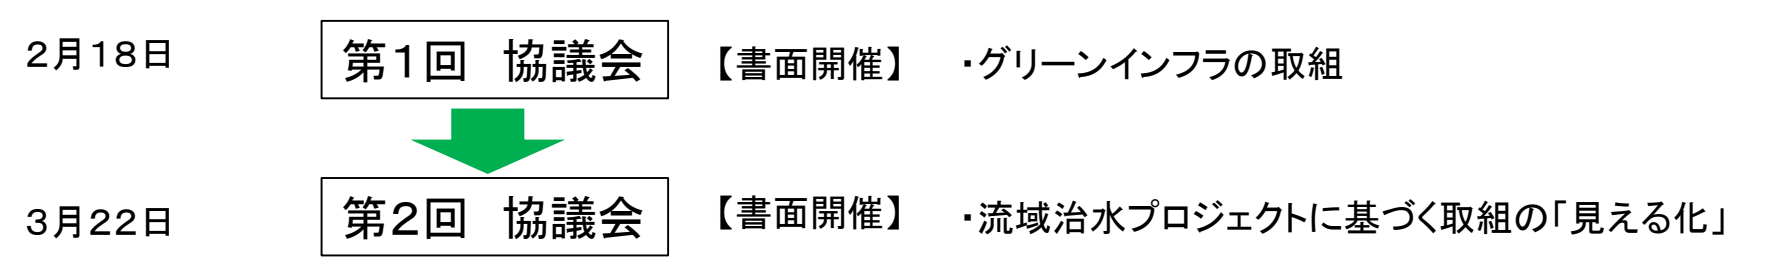 ２月１８日 第１回　協議会 【書面開催】 ・グリーンインフラの取組
３月２２日 第２回　協議会 【書面開催】 ・流域治水プロジェクトに基づく取組の「見える化」